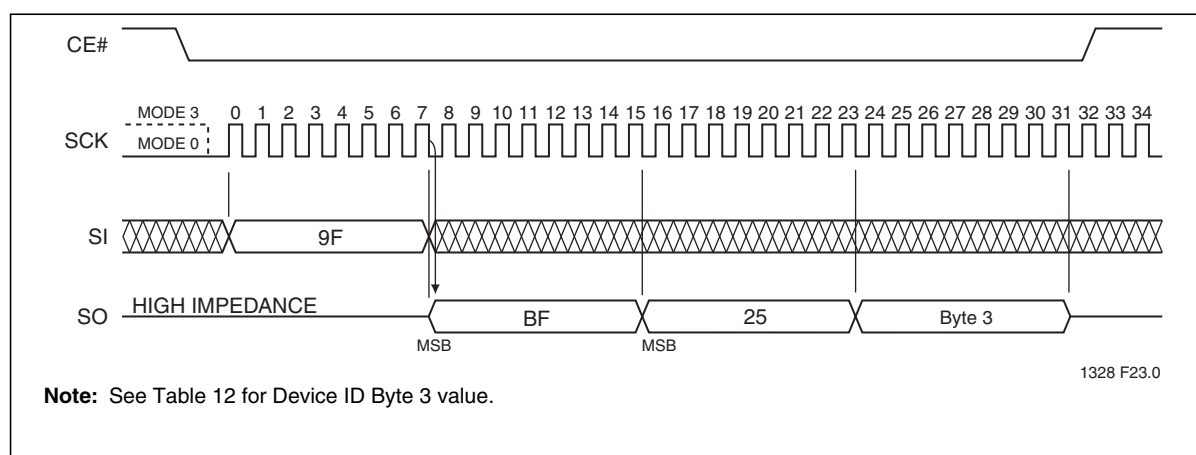 CE#
MODE 3
0 1 2 3 4 5 6 7 8 9 10 11 12 13 14 15 16 17 18 19 20 21 22 23 24 25 26 27 28 29 30 31 32 33 34
SCK
MODE 0
SI
9F
SO
HIGH IMPEDANCE
BF
25
Byte 3
MSB
MSB
1328 F23.0
Note: See Table 12 for Device ID Byte 3 value.